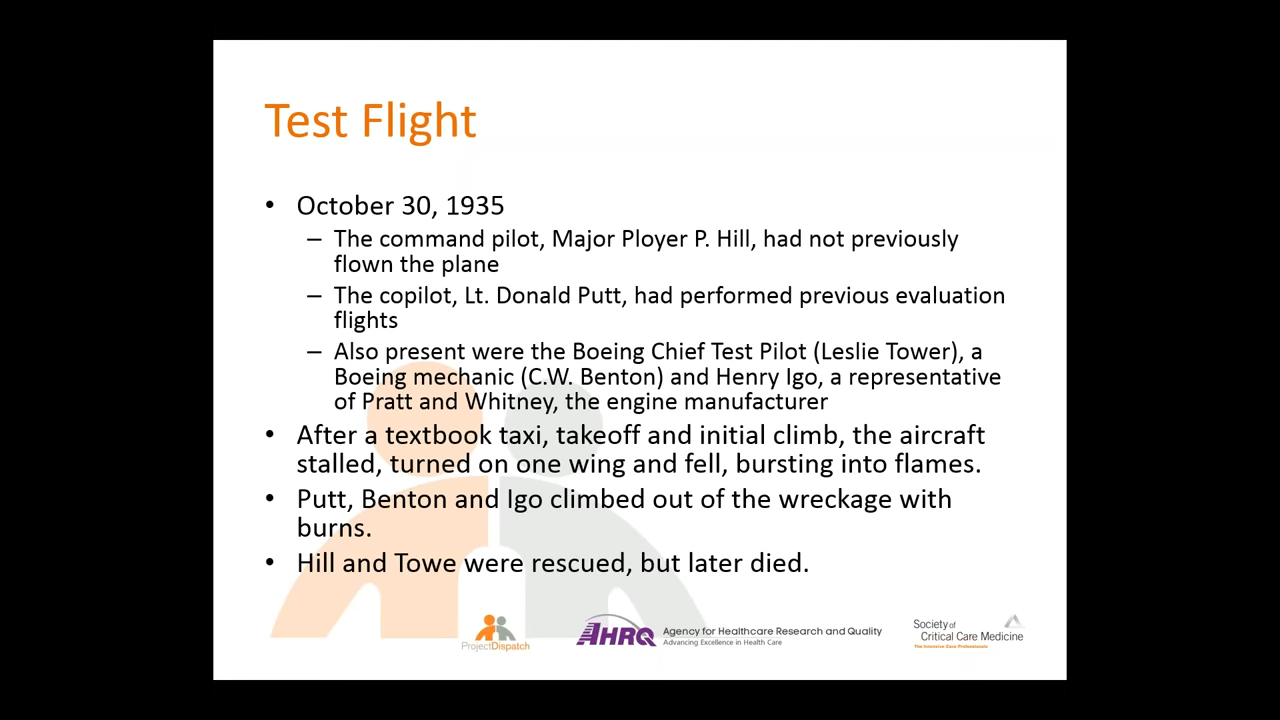 Test Flight
• October 30, 1935
– The command pilot, Major Ployer P. Hill, had not previously
flown the plane
– The copilot, Lt. Donald Putt, had performed previous evaluation
flights
– Also present were the Boeing Chief Test Pilot (Leslie Tower), a
Boeing mechanic (C.W. Benton) and Henry Igo, a representative
of Pratt and Whitney, the engine manufacturer
• After a textbook taxi, takeoff and initial climb, the aircraft
stalled, turned on one wing and fell, bursting into flames.
• Putt, Benton and Igo climbed out of the wreckage with
burns.
• Hill and Towe were rescued, but later died.
ProjectDispatch
AHRQ
Agency for Healthcare Research and Quality
Advancing Excellence in Health Care
Society of
Critical Care Medicine
The Intensive Care Professionals